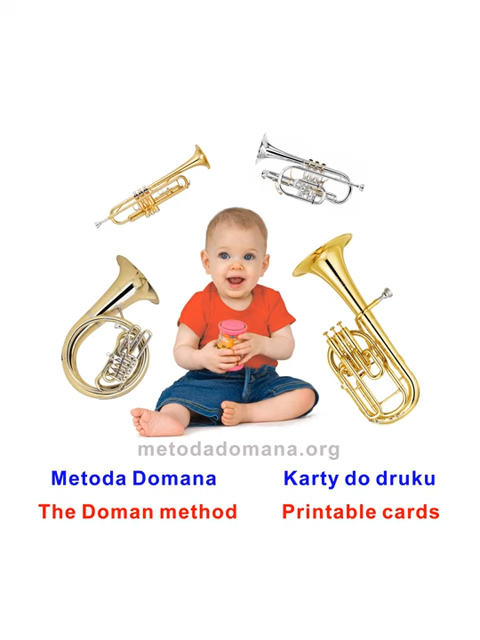 metodadomana.org
Metoda Domana Karty do druku
The Doman method Printable cards